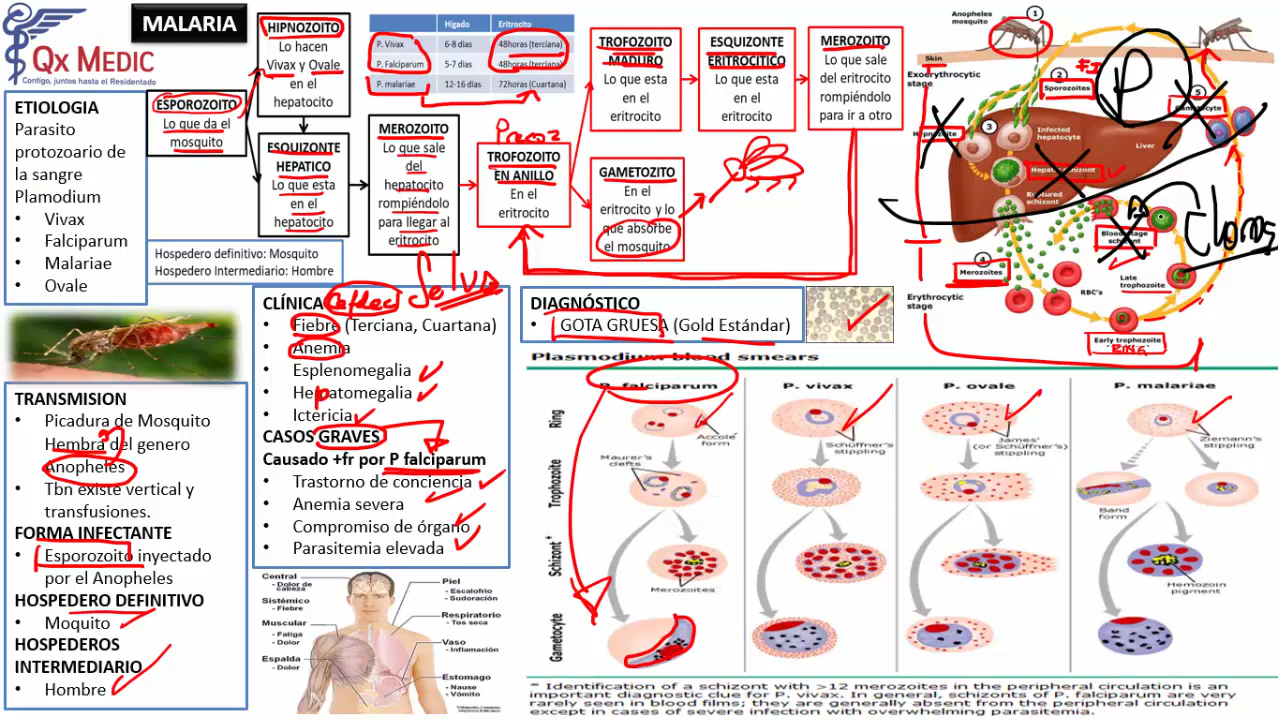 MALARIA
Qx MEDIC
Contigo, juntos hasta el Residentado
ETIOLOGIA
Parasito
protozoario de
la sangre
Plamodium
• Vivax
• Falciparum
• Malariae
• Ovale
ESPOROZOITO
Lo que da el
mosquito
HIPNOZOITO
Lo hacen
Vivax y Ovale
en el
hepatocito
ESQUIZONTE
HEPATICO
Lo que esta
en el
hepatocito
Hígado Eritrocito
P. Vivax 6-8 dias 48horas (terciana)
P. Falciparum 5-7 dias 48horas (terciana)
P. malariae 12-16 dias 72horas (Cuartana)
MEROZOITO
Lo que sale
del
hepatocito
rompiéndolo
para llegar al
eritrocito
Precoz
TROFOZOITO
EN ANILLO
En el
eritrocito
TROFOZOITO
MADURO
Lo que esta
en el
eritrocito
ESQUIZONTE
ERITROCITICO
Lo que esta
en el
eritrocito
MEROZOITO
Lo que sale
del eritrocito
rompiéndolo
para ir a otro
GAMETOZITO
En el
eritrocito y lo
que absorbe
el mosquito
Hospedero definitivo: Mosquito
Hospedero Intermediario: Hombre
Anopheles
mosquito
1
Skin
Exoerythrocytic
stage
2
Sporozoites
P
5
Gametocyte
Hypnozoite
3
Infected
hepatocyte
Liver
Hepatic schizont
Ruptured
schizont
Blood stage
schizont
Cloroq
4
Merozoites
RBC's
Late
trophozoite
Erythrocytic
stage
Early trophozoite
"RING"
TRANSMISION
• Picadura de Mosquito
Hembra del genero
Anopheles
• Tbn existe vertical y
transfusiones.
FORMA INFECTANTE
• Esporozoito inyectado
por el Anopheles
HOSPEDERO DEFINITIVO
• Moquito
HOSPEDEROS
INTERMEDIARIO
• Hombre
Selva
CLÍNICA
• Fiebre (Terciana, Cuartana)
• Anemia
• Esplenomegalia
• Hepatomegalia
• Ictericia
CASOS GRAVES
Causado +fr por P falciparum
• Trastorno de conciencia
• Anemia severa
• Compromiso de órgano
• Parasitemia elevada
Central
- Dolor de
cabeza
Sistémico
- Fiebre
Muscular
- Fatiga
- Dolor
Espalda
- Dolor
Piel
- Escalofrio
- Sudoración
Respiratorio
- Tos seca
Vaso
- Inflamación
Estomago
- Nause
- Vómito
DIAGNÓSTICO
• GOTA GRUESA (Gold Estándar)
Plasmodium blood smears
P. falciparum P. vivax P. ovale P. malariae
Ring
Accolé
form
Schüffner's
stippling
James'
(or Schüffner's)
stippling
Ziemann's
stippling
Trophozoite
Maurer's
clefts
Band
form
Schizont*
Merozoites
Hemozoin
pigment
Gametocyte
* Identification of a schizont with >12 merozoites in the peripheral circulation is an
important diagnostic clue for P. vivax. In general, schizonts of P. falciparum are very
rarely seen in blood films; they are generally absent from the peripheral circulation
except in cases of severe infection with overwhelming parasitemia.